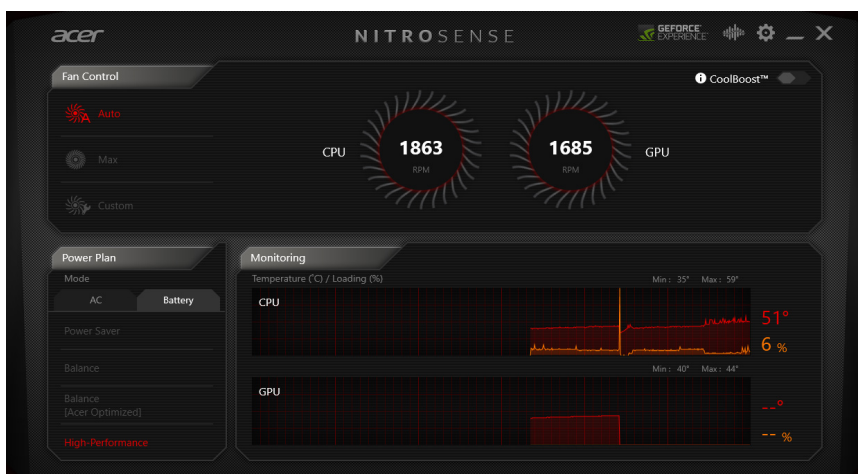 acer
NITROSENSE
GEFORCE
EXPERIENCE
Fan Control
CoolBoost™
Auto
Max
Custom
CPU
1863
RPM
1685
RPM
GPU
Power Plan
Mode
AC Battery
Power Saver
Balance
Balance
[Acer Optimized]
High-Performance
Monitoring
Temperature (°C) / Loading (%)
Min : 35° Max : 59°
CPU
51°
6 %
Min : 40° Max : 44°
GPU
--°
-- %